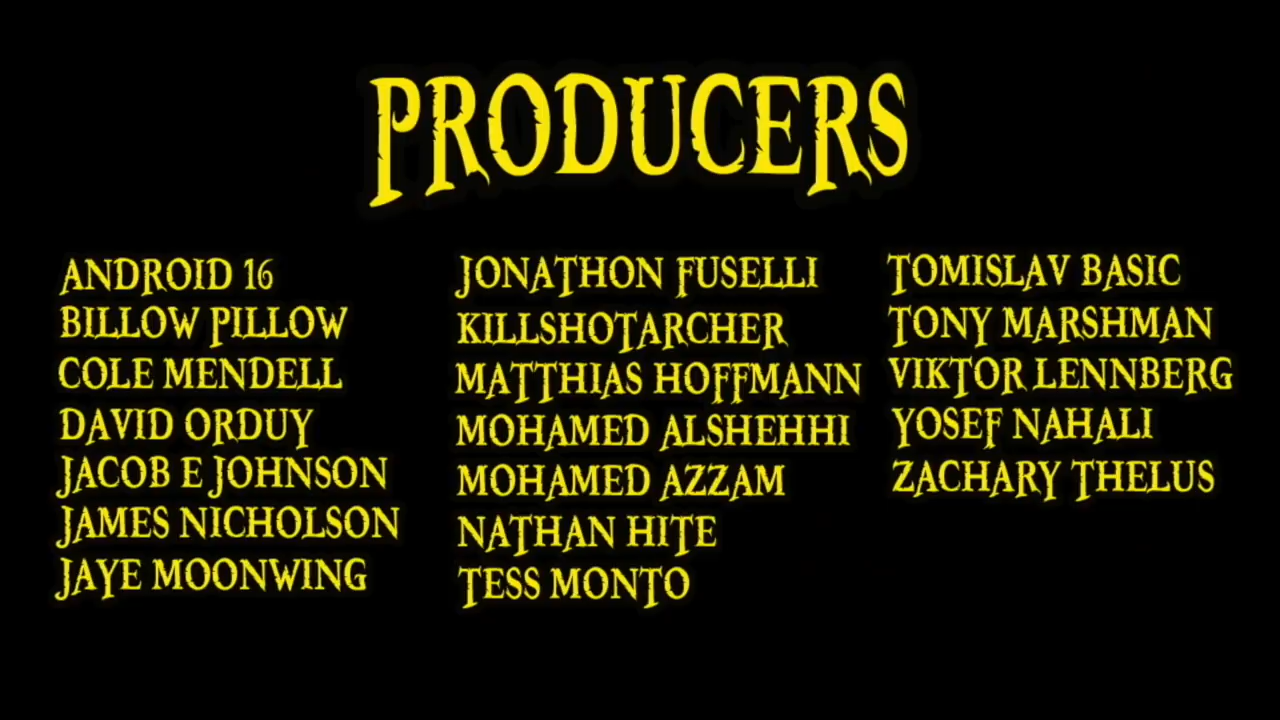 PRODUCERS
ANDROID 16
BILLOW PILLOW
COLE MENDELL
DAVID ORDUY
JACOB E JOHNSON
JAMES NICHOLSON
JAYE MOONWING
JONATHON FUSELLI
KILLSHOTARCHER
MATTHIAS HOFFMANN
MOHAMED ALSHEHHI
MOHAMED AZZAM
NATHAN HITE
TESS MONTO
TOMISLAV BASIC
TONY MARSHMAN
VIKTOR LENNBERG
YOSEF NAHALI
ZACHARY THELUS